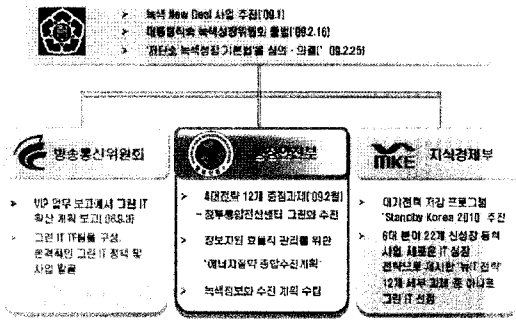 > 녹색 New Deal 사업 추진('09.1)
> 대통령직속 녹색성장위원회 출범('09.2.16)
> '저탄소 녹색성장 기본법'을 심의·의결(' 09.2.25)
방송통신위원회
MKE 지식경제부
> VIP 업무 보고에서 그린 IT
확산 계획 보고
> 그린 IT TF팀을 구성,
본격적인 그린 IT 정책 및
사업 발굴
> 4대전략 12개 중점과제('09.2월)
- 정부통합전산센터 그린화 추진
> 정보자원 효율적 관리를 위한
'에너지절약 종합추진계획'
> 녹색정보화 추진 계획 수립
> 대기전력 저감 프로그램
'Standby Korea 2010' 추진
> 6대 분야 22개 신성장 동력
사업, 새로운 IT 성장
전략으로 제시한 '뉴IT 전략'
12개 세부 과제 중 하나로
그린 IT 선정